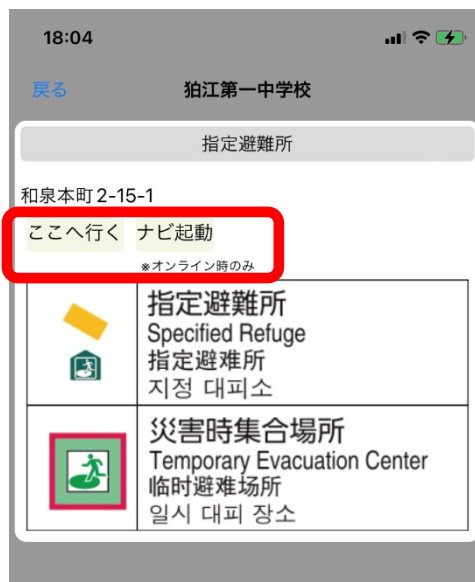 18:04
戻る 狛江第一中学校
指定避難所
和泉本町2-15-1
ここへ行く ナビ起動
※オンライン時のみ
指定避難所
Specified Refuge
指定避难所
지정 대피소
災害時集合場所
Temporary Evacuation Center
临时避难场所
일시 대피 장소